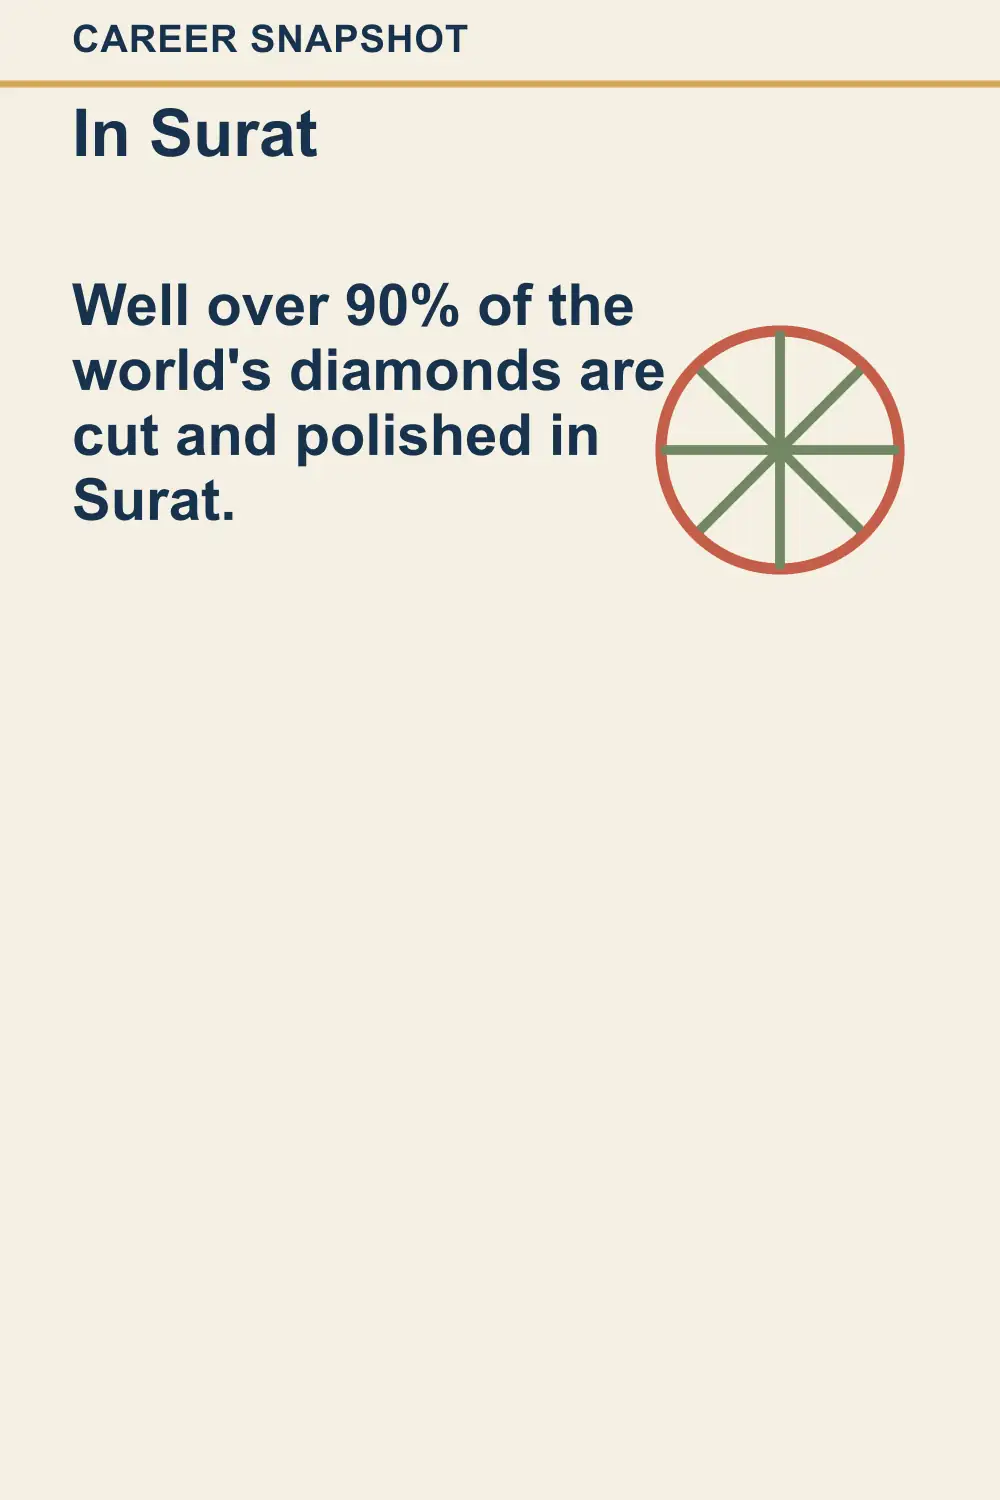 CAREER SNAPSHOT
In Surat
Well over 90% of the
world's diamonds are
cut and polished in
Surat.